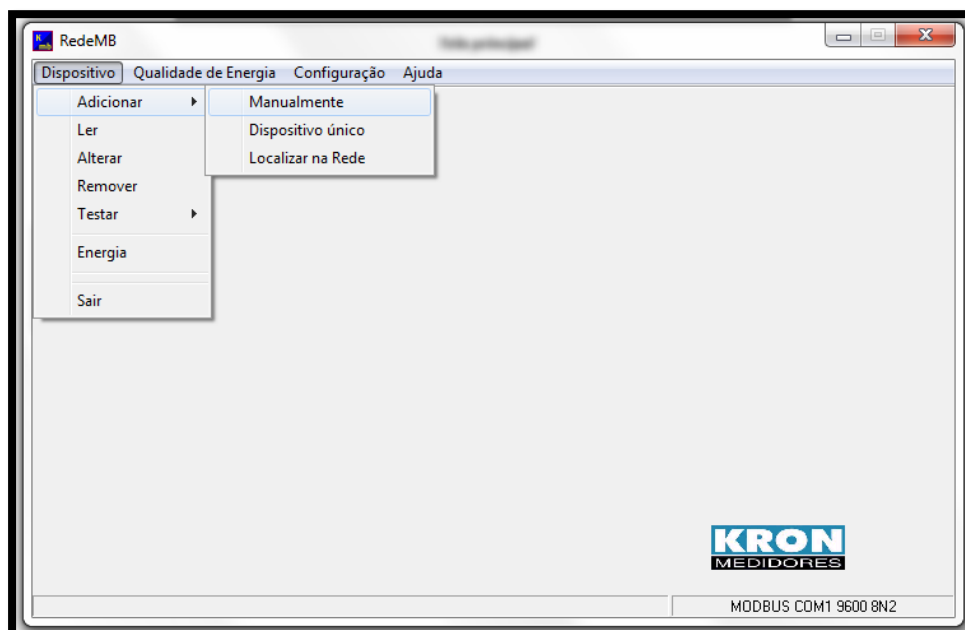 RedeMB
Dispositivo Qualidade de Energia Configuração Ajuda
Adicionar
Ler
Alterar
Remover
Testar
Energia
Sair
Manualmente
Dispositivo único
Localizar na Rede
KRON
MEDIDORES
MODBUS COM1 9600 8N2